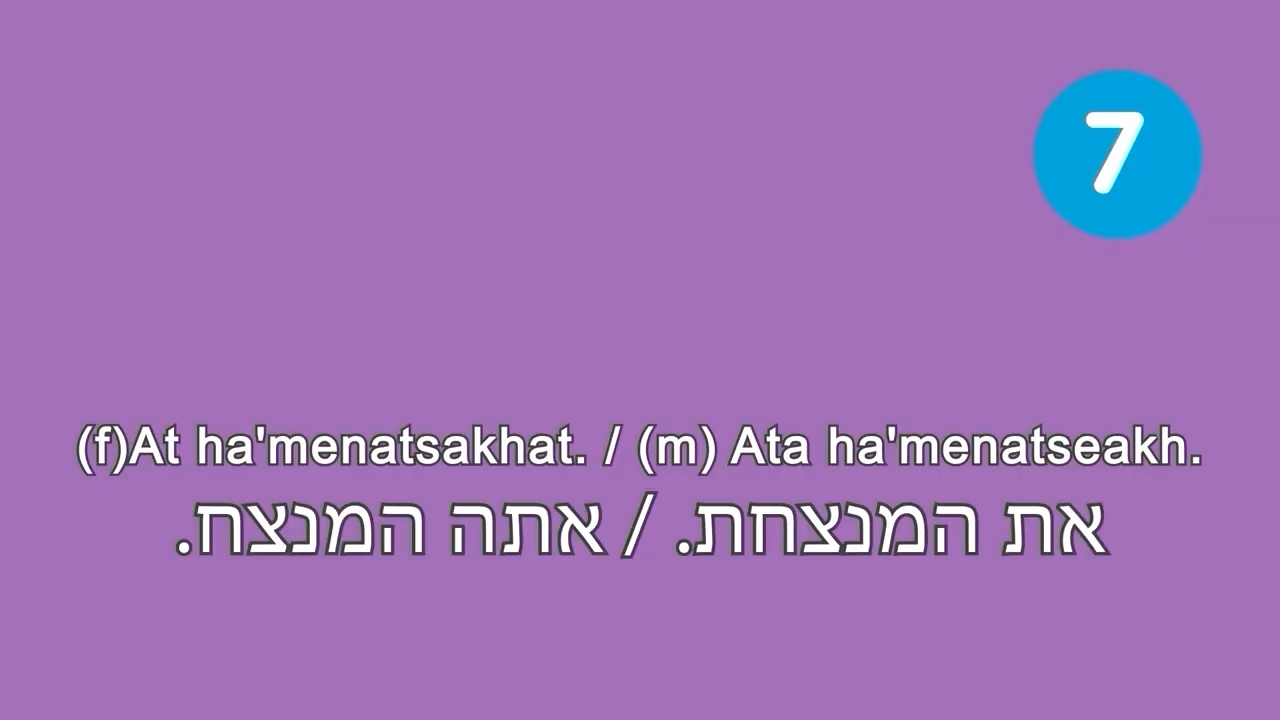 7
(f)At ha'menatsakhat. / (m) Ata ha'menatseakh.
את המנצחת. / אתה המנצח.